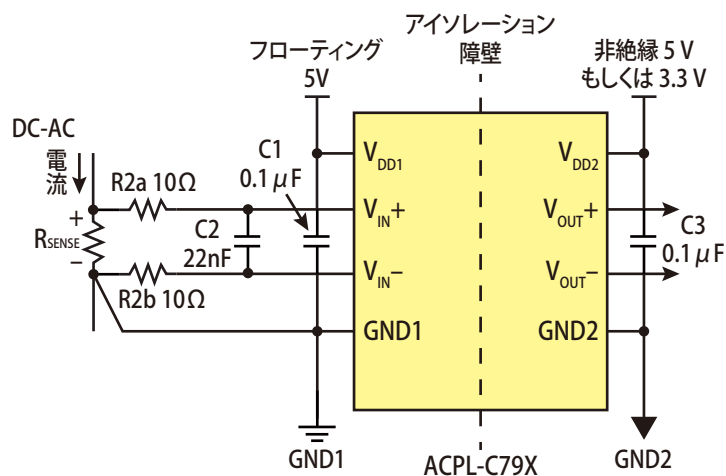 アイソレーション
障壁
フローティング
5V
非絶縁 5 V
もしくは 3.3 V
DC-AC
電流
R2a 10Ω
C1
0.1 μF
+
RSENSE
−
C2
22nF
R2b 10Ω
VDD1
VIN+
VIN−
GND1
VDD2
VOUT+
VOUT−
GND2
C3
0.1 μF
GND1
ACPL-C79X
GND2